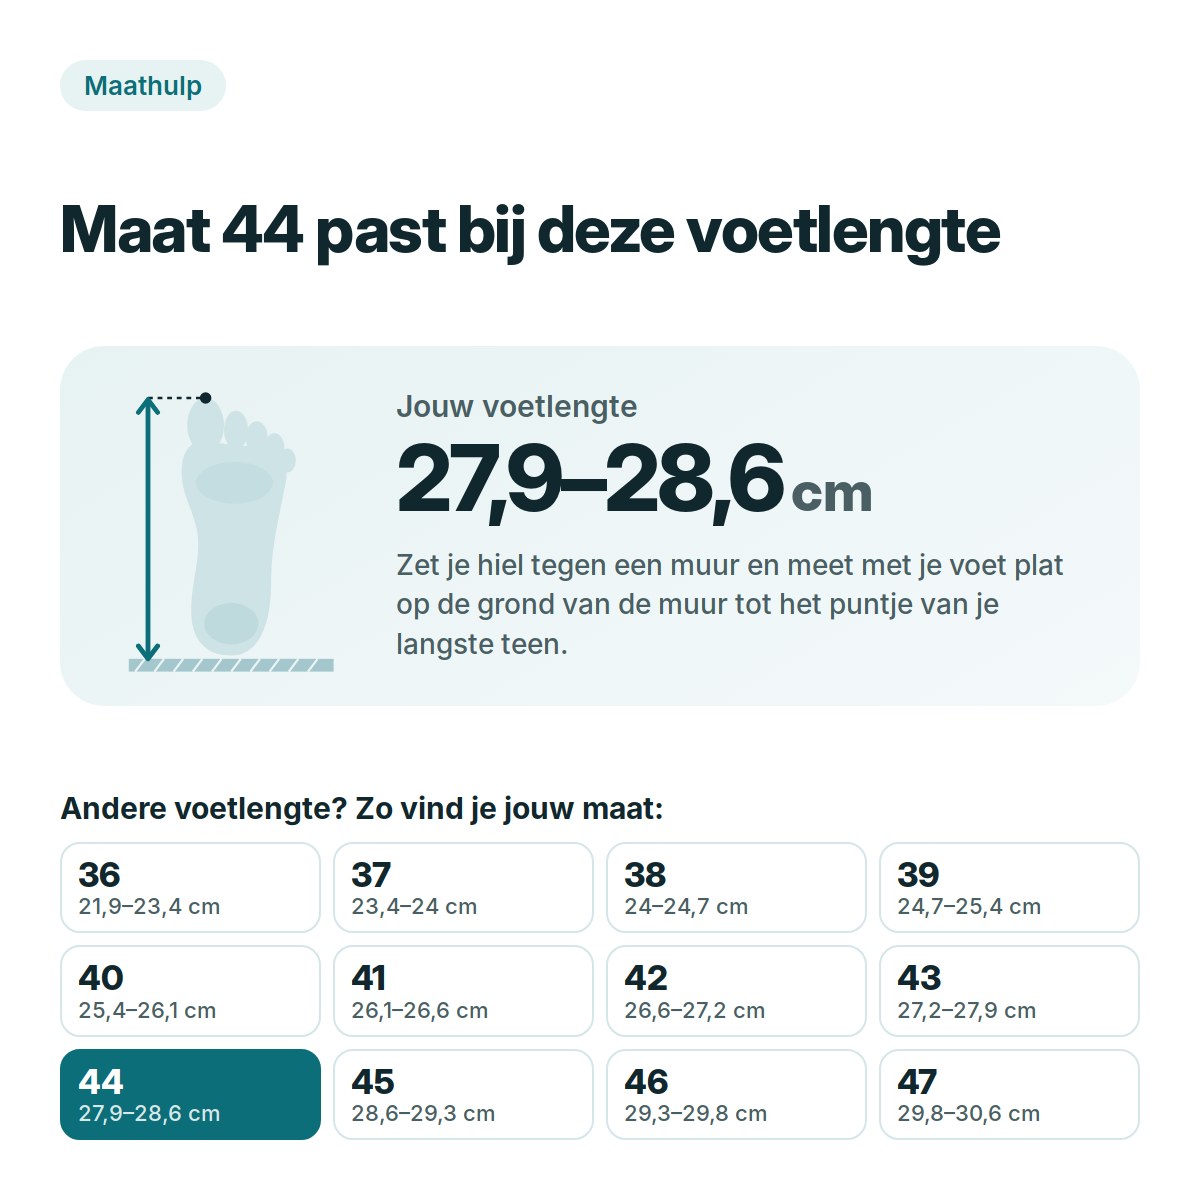 Maathulp
Maat 44 past bij deze voetlengte
Jouw voetlengte
27,9–28,6 cm
Zet je hiel tegen een muur en meet met je voet plat
op de grond van de muur tot het puntje van je
langste teen.
Andere voetlengte? Zo vind je jouw maat:
36
21,9–23,4 cm
37
23,4–24 cm
38
24–24,7 cm
39
24,7–25,4 cm
40
25,4–26,1 cm
41
26,1–26,6 cm
42
26,6–27,2 cm
43
27,2–27,9 cm
44
27,9–28,6 cm
45
28,6–29,3 cm
46
29,3–29,8 cm
47
29,8–30,6 cm